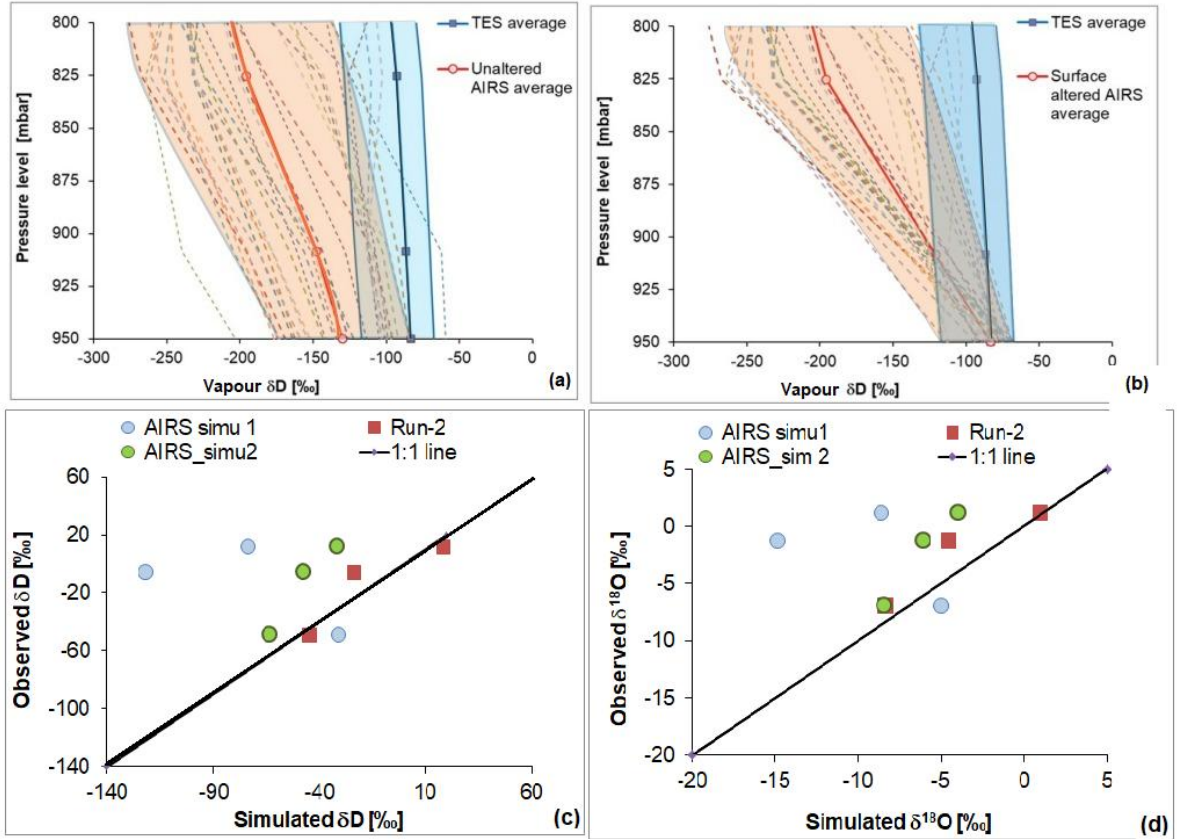 800
825
850
875
900
925
950
-300
-250
-200
-150
-100
-50
0
Pressure level [mbar]
Vapour δD [‰]
TES average
Unaltered
AIRS average
(a)
800
825
850
875
900
925
950
-300
-250
-200
-150
-100
-50
0
Pressure level [mbar]
Vapour δD [‰]
TES average
Surface
altered AIRS
average
(b)
AIRS simu 1
Run-2
AIRS_simu2
1:1 line
60
20
-20
-60
-100
-140
-140
-90
-40
10
60
Observed δD [‰]
Simulated δD [‰]
(c)
AIRS simu1
Run-2
AIRS_sim 2
1:1 line
5
0
-5
-10
-15
-20
-20
-15
-10
-5
0
5
Observed δ¹⁸O [‰]
Simulated δ¹⁸O [‰]
(d)